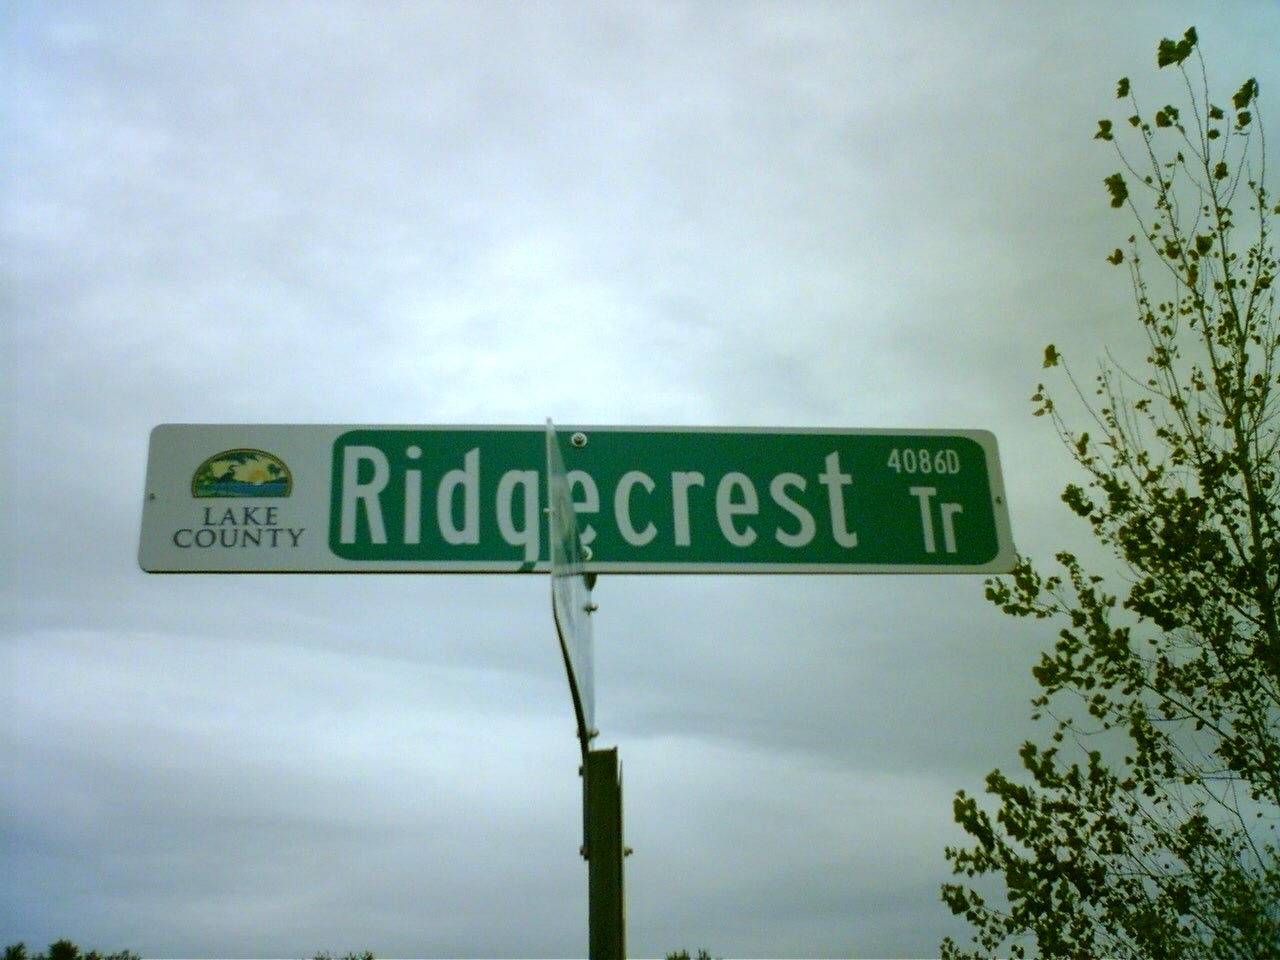 LAKE
COUNTY
Ridgecrest
4086D
Tr